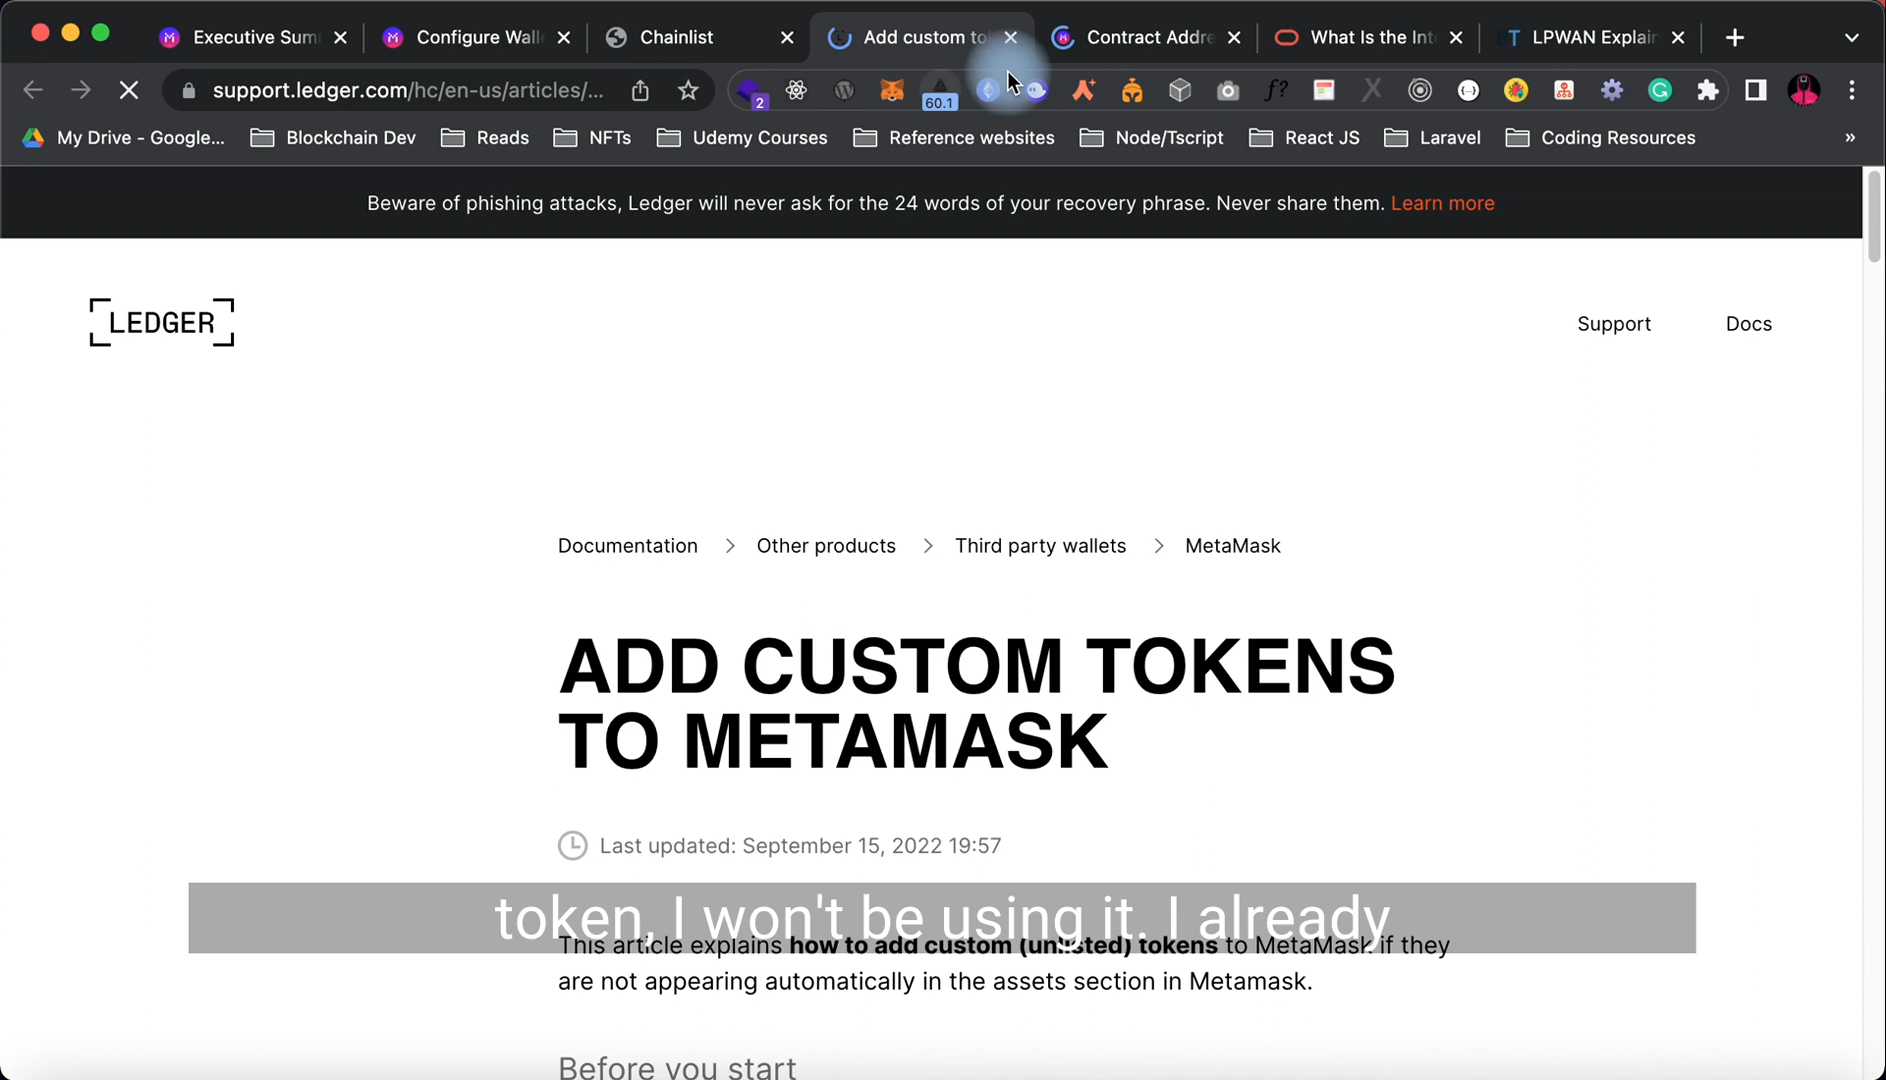 Executive Sum
Configure Wall
Chainlist
Add custom to
Contract Addre
What Is the Int
LPWAN Explain
support.ledger.com/hc/en-us/articles/...
2
60.1
f?
My Drive - Google...
Blockchain Dev
Reads
NFTs
Udemy Courses
Reference websites
Node/Tscript
React JS
Laravel
Coding Resources
»
Beware of phishing attacks, Ledger will never ask for the 24 words of your recovery phrase. Never share them. Learn more
LEDGER
Support
Docs
Documentation > Other products > Third party wallets > MetaMask
ADD CUSTOM TOKENS
TO METAMASK
Last updated: September 15, 2022 19:57
token, I won't be using it. I already
This article explains how to add custom (unlisted) tokens to MetaMask if they
are not appearing automatically in the assets section in Metamask.
Before you start